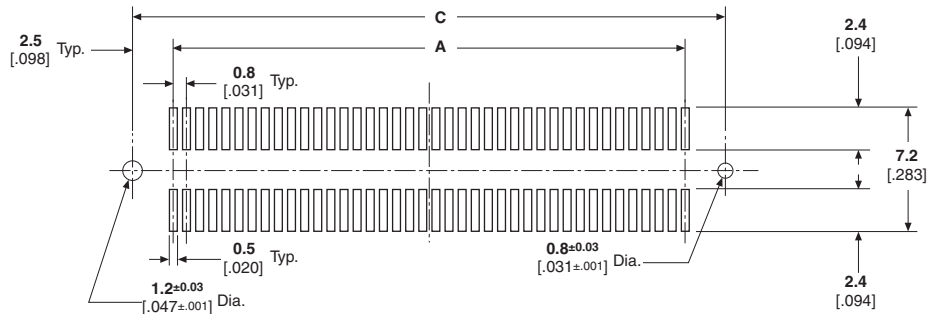 C
2.5
[.098] Typ.
2.4
[.094]
A
0.8
[.031] Typ.
7.2
[.283]
0.5
[.020] Typ.
0.8±0.03
[.031±.001] Dia.
1.2±0.03
[.047±.001] Dia.
2.4
[.094]